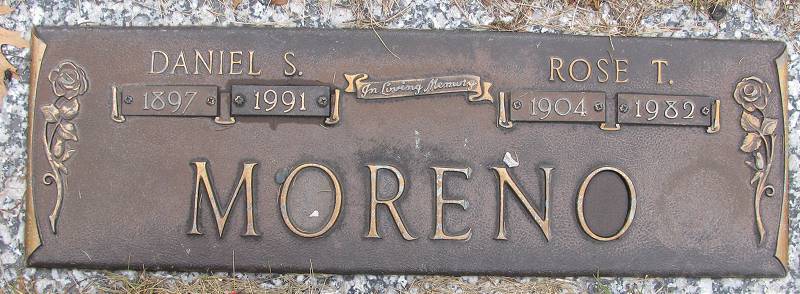 DANIEL S.
1897 1991
In Loving Memory
ROSE T.
1904 1982
MORENO